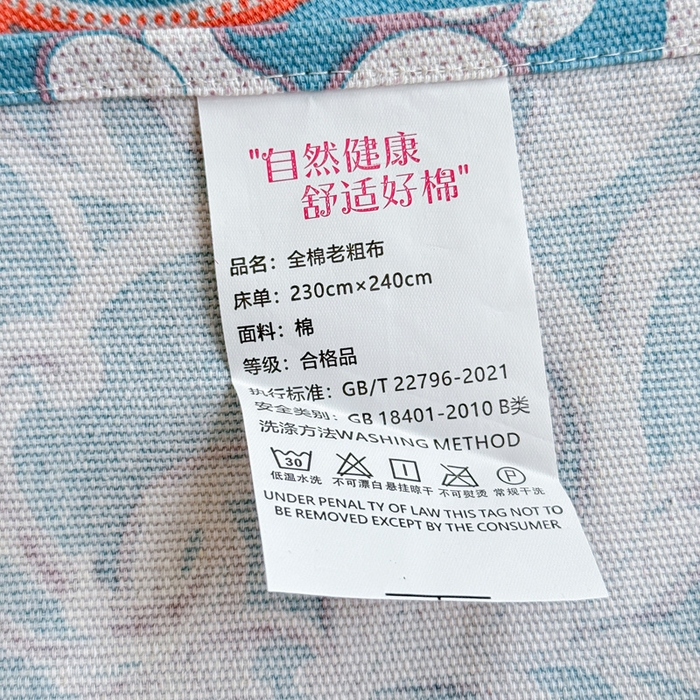 "自然健康
舒适好棉"
品名：全棉老粗布
床单：230cm×240cm
面料：棉
等级：合格品
执行标准：GB/T 22796-2021
安全类别：GB 18401-2010 B类
洗涤方法WASHING METHOD
30
P
低温水洗 不可漂白 悬挂晾干 不可熨烫 常规干洗
UNDER PENAL TY OF LAW THIS TAG NOT TO
BE REMOVED EXCEPT BY THE CONSUMER